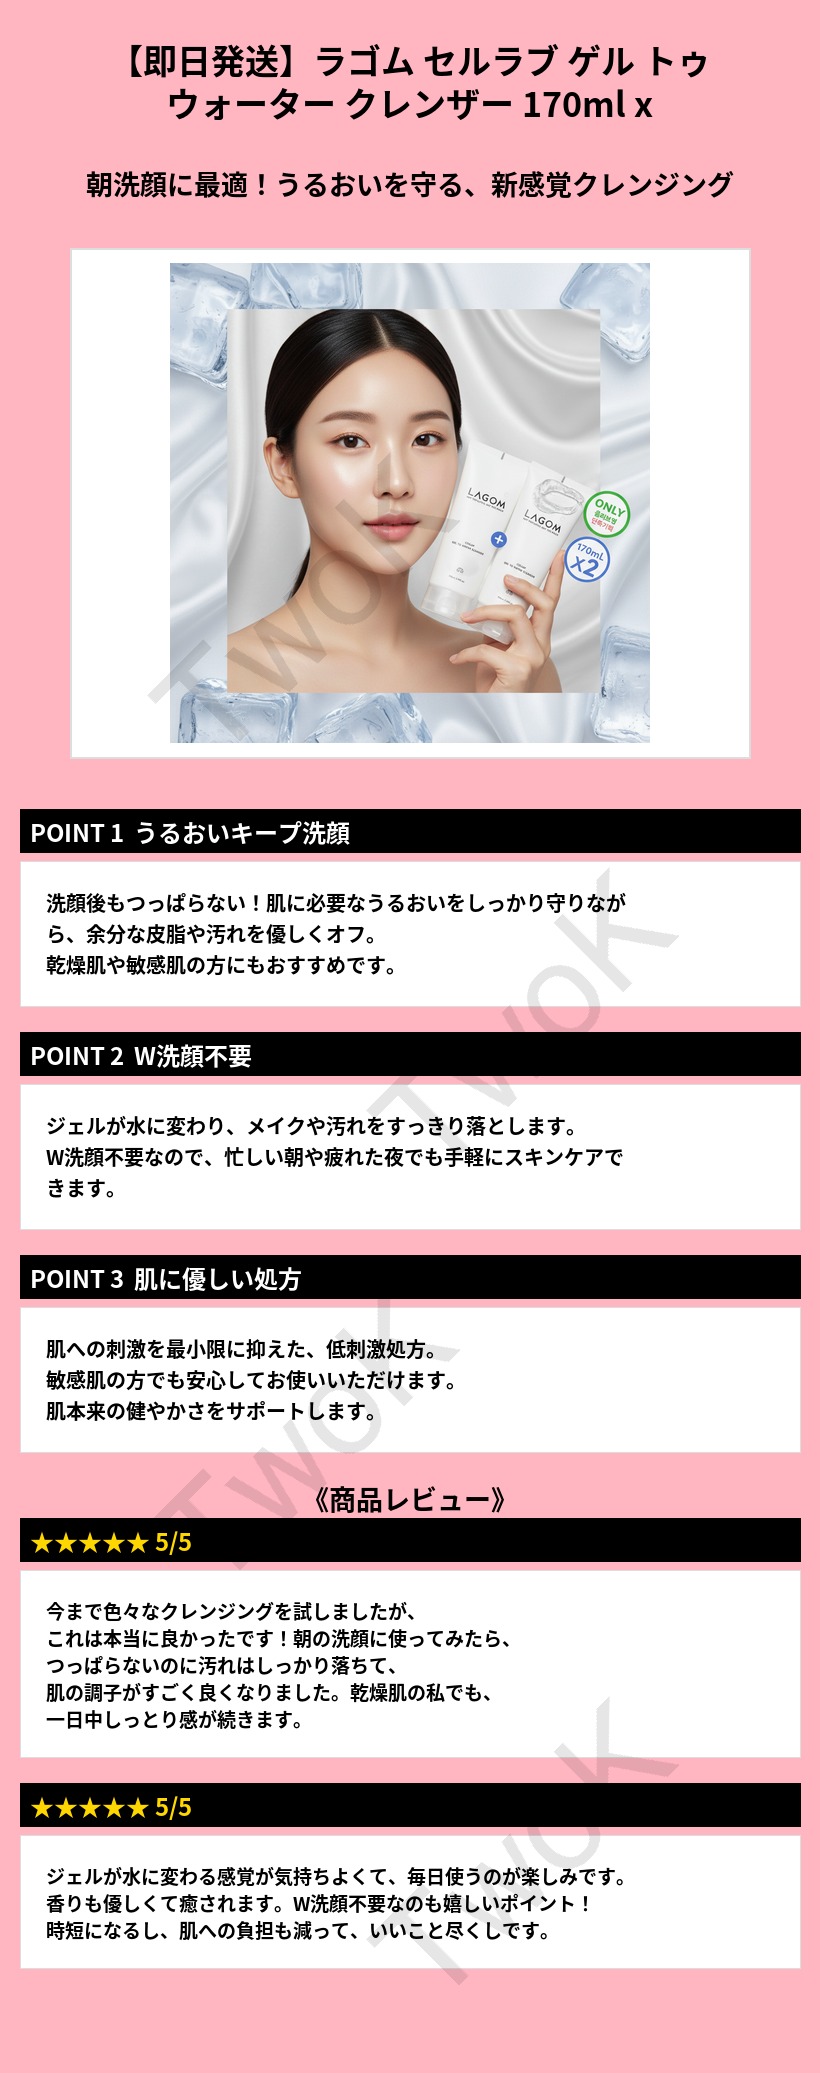 【即日発送】ラゴム セルラブ ゲル トゥ
ウォーター クレンザー 170ml x
朝洗顔に最適！うるおいを守る、新感覚クレンジング
LAGOM
LAGOM
+
ONLY
올리브영
단독기획
170mL
x2
TwoK
POINT 1 うるおいキープ洗顔
洗顔後もつっぱらない！肌に必要なうるおいをしっかり守りなが
ら、余分な皮脂や汚れを優しくオフ。
乾燥肌や敏感肌の方にもおすすめです。
TwoK
POINT 2 W洗顔不要
ジェルが水に変わり、メイクや汚れをすっきり落とします。
W洗顔不要なので、忙しい朝や疲れた夜でも手軽にスキンケアで
きます。
POINT 3 肌に優しい処方
肌への刺激を最小限に抑えた、低刺激処方。
敏感肌の方でも安心してお使いいただけます。
肌本来の健やかさをサポートします。
TwoK
《商品レビュー》
★★★★★ 5/5
今まで色々なクレンジングを試しましたが、
これは本当に良かったです！朝の洗顔に使ってみたら、
つっぱらないのに汚れはしっかり落ちて、
肌の調子がすごく良くなりました。乾燥肌の私でも、
一日中しっとり感が続きます。
★★★★★ 5/5
ジェルが水に変わる感覚が気持ちよくて、毎日使うのが楽しみです。
香りも優しくて癒されます。W洗顔不要なのも嬉しいポイント！
時短になるし、肌への負担も減って、いいこと尽くしです。
TwoK